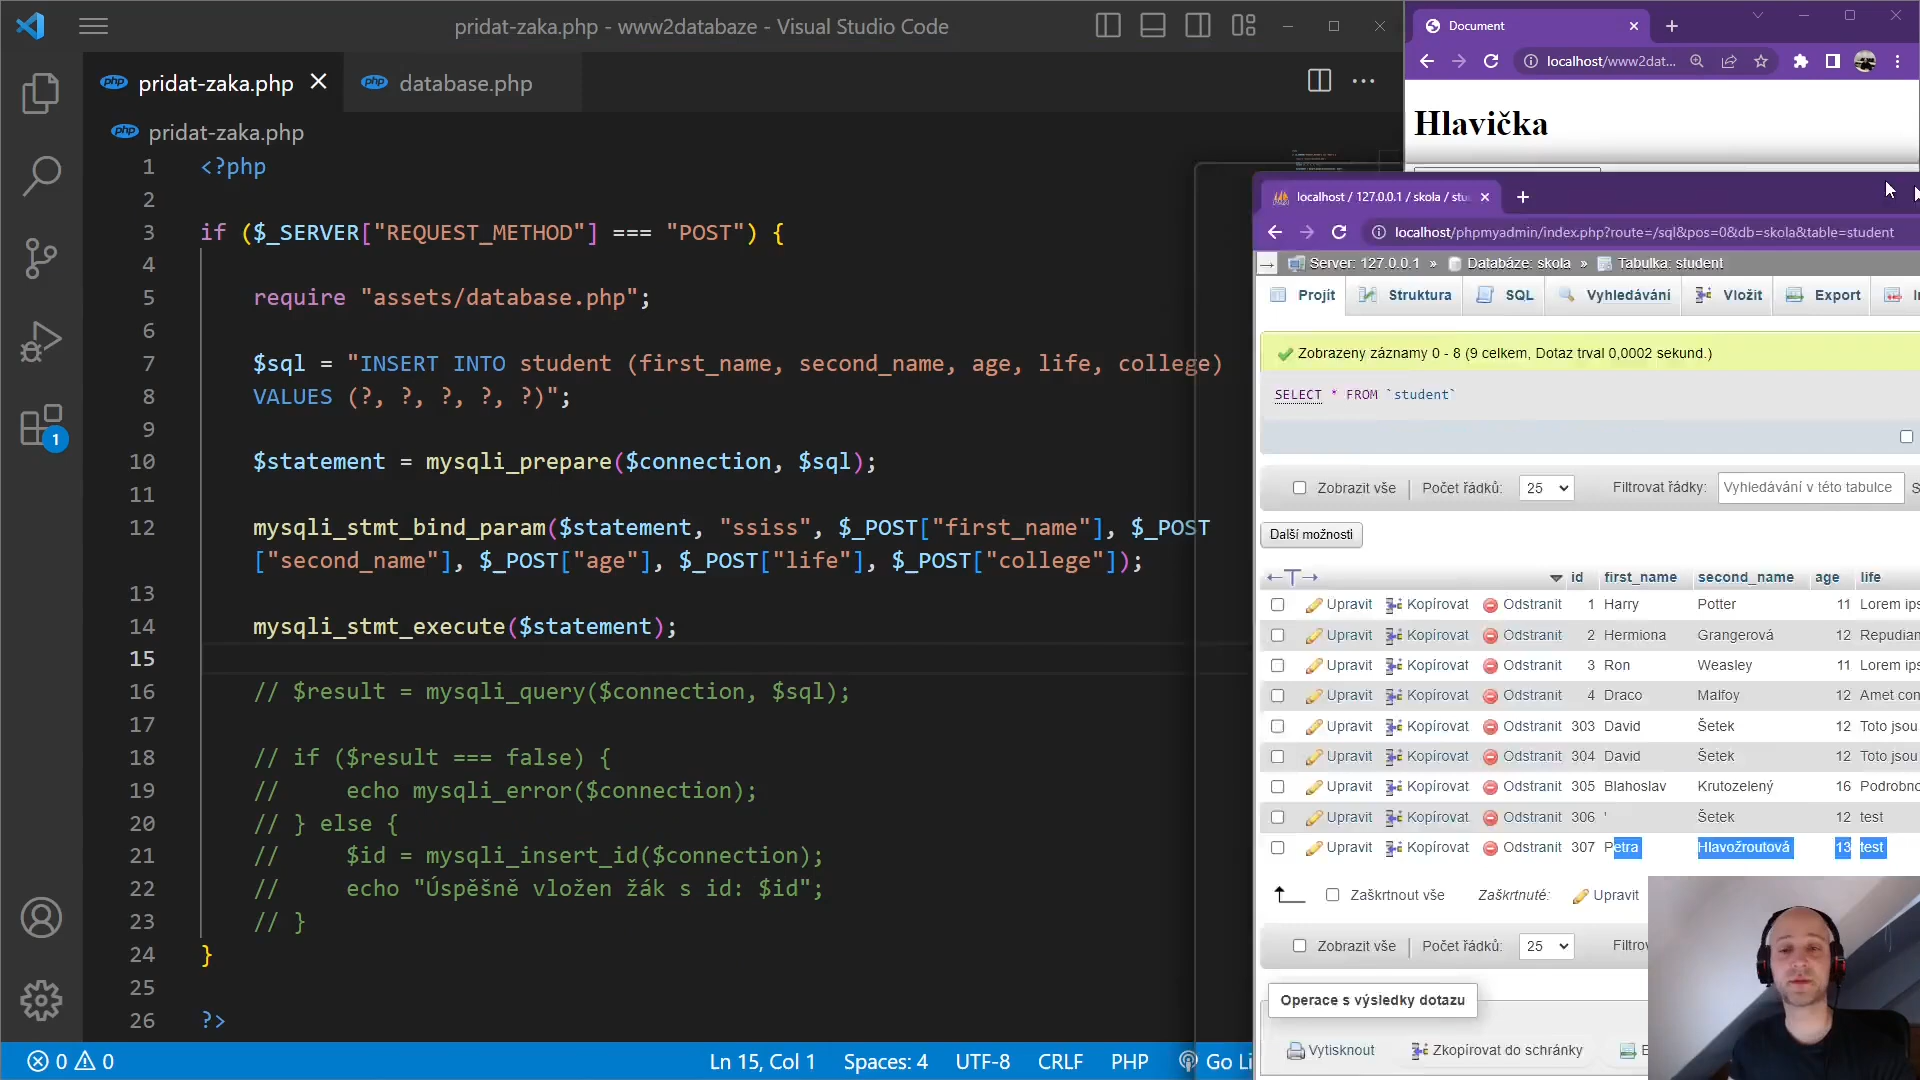 pridat-zaka.php - www2databaze - Visual Studio Code
pridat-zaka.php
database.php
pridat-zaka.php
1 <?php
2
3 if ($_SERVER["REQUEST_METHOD"] === "POST") {
4
5 require "assets/database.php";
6
7 $sql = "INSERT INTO student (first_name, second_name, age, life, college)
8 VALUES (?, ?, ?, ?, ?)";
9
10 $statement = mysqli_prepare($connection, $sql);
11
12 mysqli_stmt_bind_param($statement, "ssiss", $_POST["first_name"], $_POST
["second_name"], $_POST["age"], $_POST["life"], $_POST["college"]);
13
14 mysqli_stmt_execute($statement);
15
16 // $result = mysqli_query($connection, $sql);
17
18 // if ($result === false) {
19 //     echo mysqli_error($connection);
20 // } else {
21 //     $id = mysqli_insert_id($connection);
22 //     echo "Úspěšně vložen žák s id: $id";
23 // }
24 }
25
26 ?>
1
0 0
Ln 15, Col 1 Spaces: 4 UTF-8 CRLF PHP Go Li
Document
localhost/www2dat...
Hlavička
localhost / 127.0.0.1 / skola / stu
localhost/phpmyadmin/index.php?route=/sql&pos=0&db=skola&table=student
Server: 127.0.0.1 » Databáze: skola » Tabulka: student
Projít Struktura SQL Vyhledávání Vložit Export
Zobrazeny záznamy 0 - 8 (9 celkem, Dotaz trval 0,0002 sekund.)
SELECT * FROM `student`
Zobrazit vše | Počet řádků: 25 Filtrovat řádky: Vyhledávání v této tabulce S
Další možnosti
id first_name second_name age life
Upravit Kopírovat Odstranit 1 Harry Potter 11 Lorem ips
Upravit Kopírovat Odstranit 2 Hermiona Grangerová 12 Repudian
Upravit Kopírovat Odstranit 3 Ron Weasley 11 Lorem ips
Upravit Kopírovat Odstranit 4 Draco Malfoy 12 Amet con
Upravit Kopírovat Odstranit 303 David Šetek 12 Toto jsou
Upravit Kopírovat Odstranit 304 David Šetek 12 Toto jsou
Upravit Kopírovat Odstranit 305 Blahoslav Krutozelený 16 Podrobno
Upravit Kopírovat Odstranit 306 ' Šetek 12 test
Upravit Kopírovat Odstranit 307 Petra Hlavožroutová 13 test
Zaškrtnout vše Zaškrtnuté: Upravit
Zobrazit vše | Počet řádků: 25 Filtro
Operace s výsledky dotazu
Vytisknout Zkopírovat do schránky E